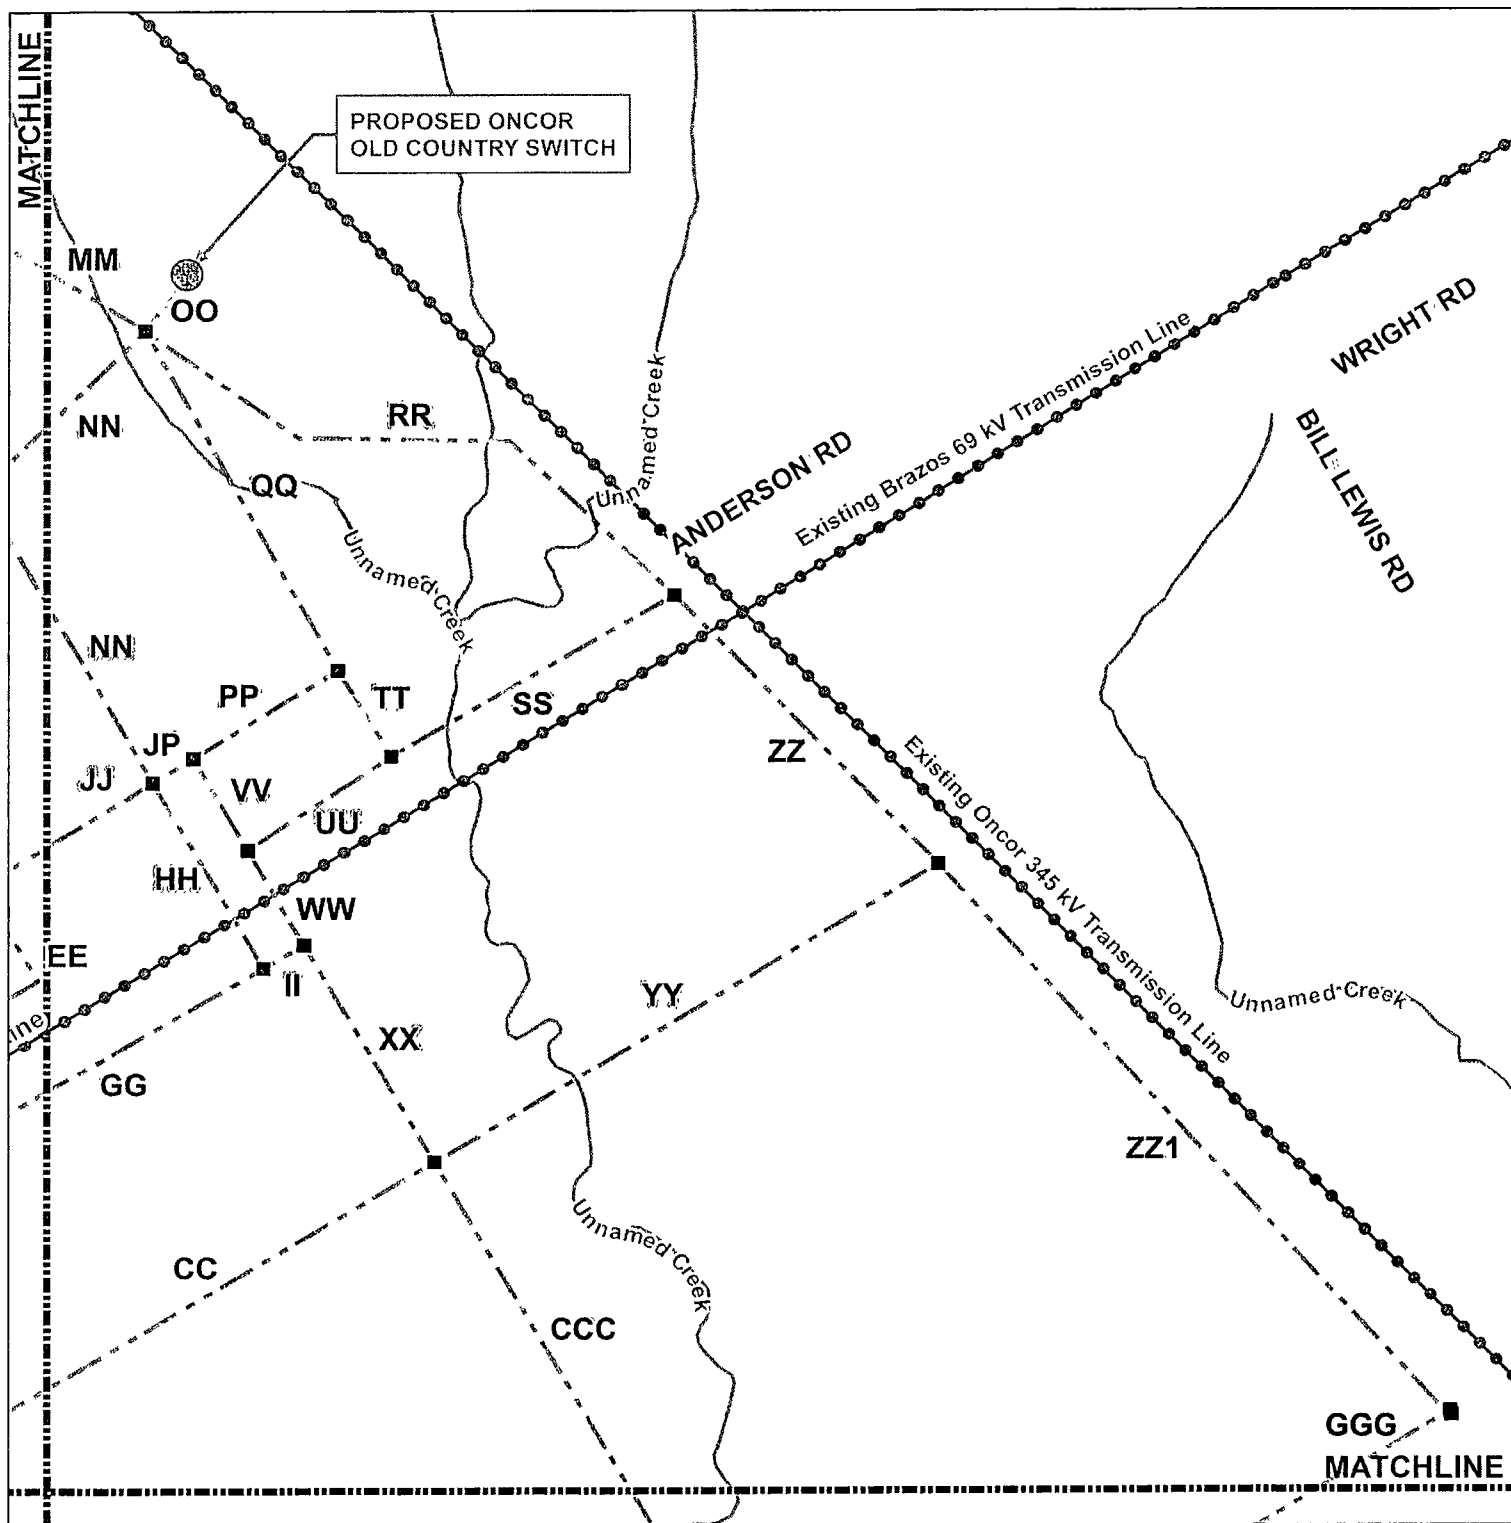 MATCHLINE
PROPOSED ONCOR
OLD COUNTRY SWITCH
MM
OO
NN
RR
QQ
Unnamed Creek
Unnamed Creek
ANDERSON RD
Existing Brazos 69 kV Transmission Line
WRIGHT RD
BILL LEWIS RD
NN
PP
TT
SS
JP
JJ
VV
UU
ZZ
HH
WW
EE
II
Existing Oncor 345 kV Transmission Line
YY
Unnamed Creek
Line
XX
GG
ZZ1
CC
Unnamed Creek
CCC
GGG
MATCHLINE